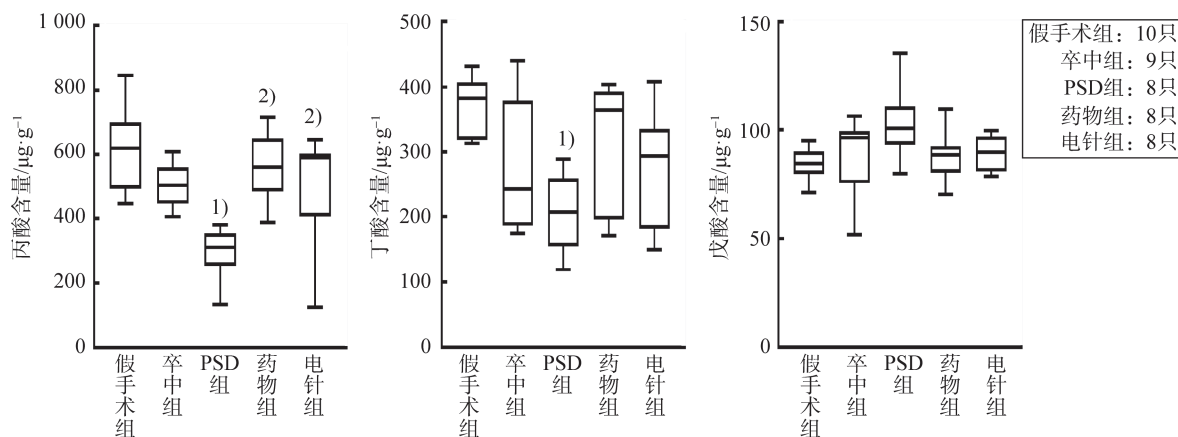 丙酸含量/μg·g⁻¹
1 000
800
600
400
200
0
1)
2)
2)
假手术组
卒中组
PSD组
药物组
电针组
丁酸含量/μg·g⁻¹
500
400
300
200
100
0
1)
假手术组
卒中组
PSD组
药物组
电针组
戊酸含量/μg·g⁻¹
150
100
50
0
假手术组
卒中组
PSD组
药物组
电针组
假手术组：10只
卒中组：9只
PSD组：8只
药物组：8只
电针组：8只